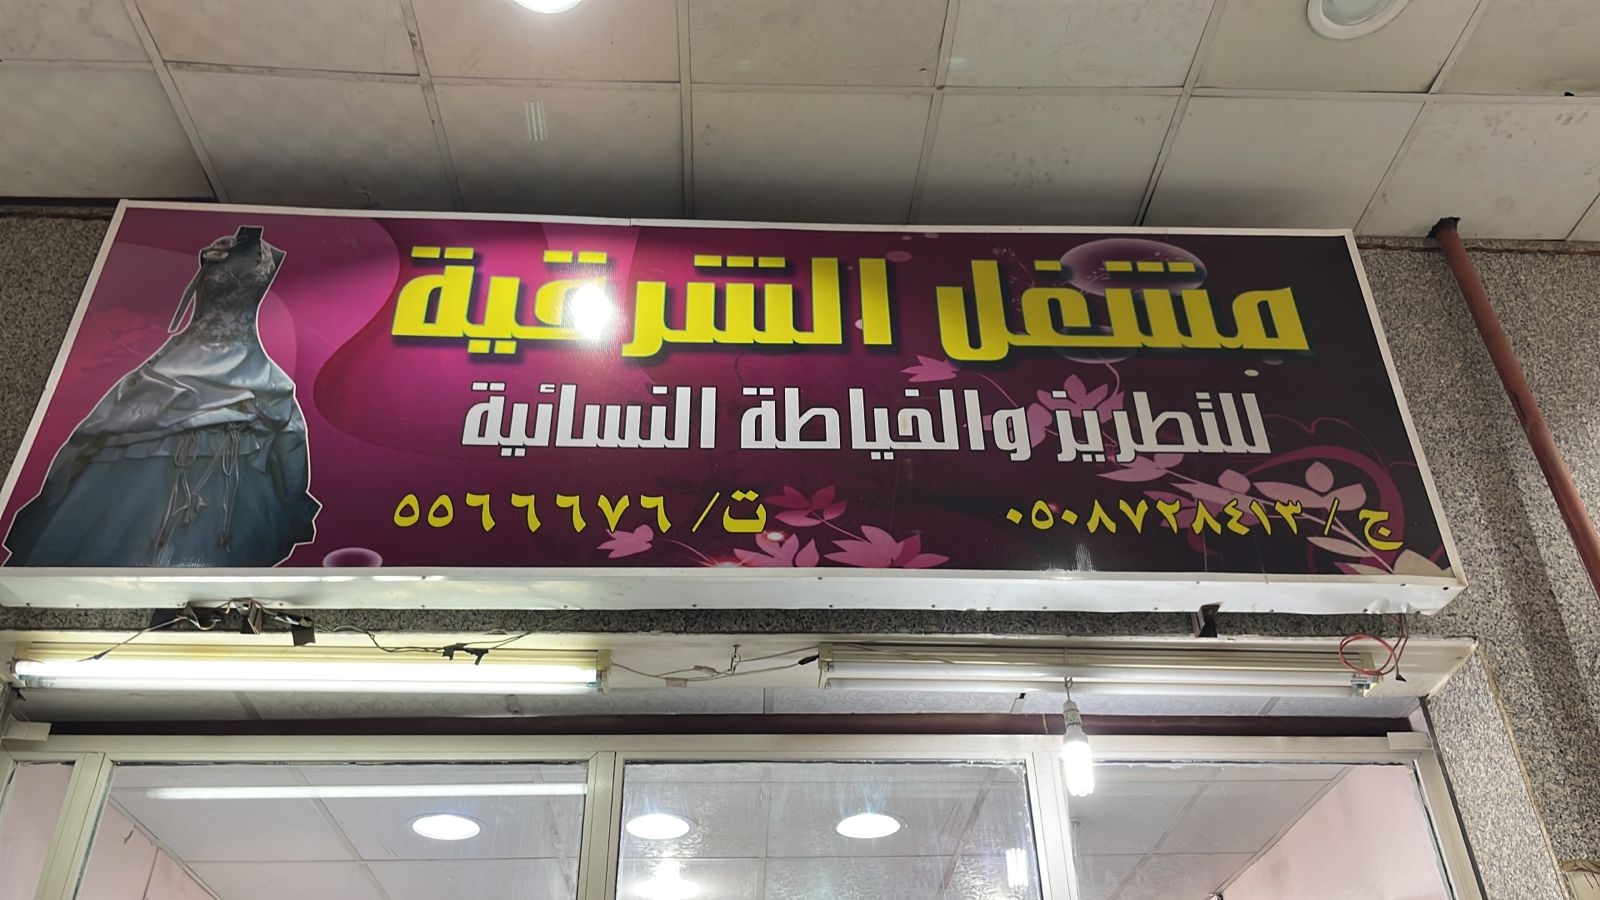 مشغل الشرقية
للتطريز والخياطة النسائية
ج / ٠٥٠٨٧٢٨٤١٣ ت/ ٥٥٦٦٦٧٦